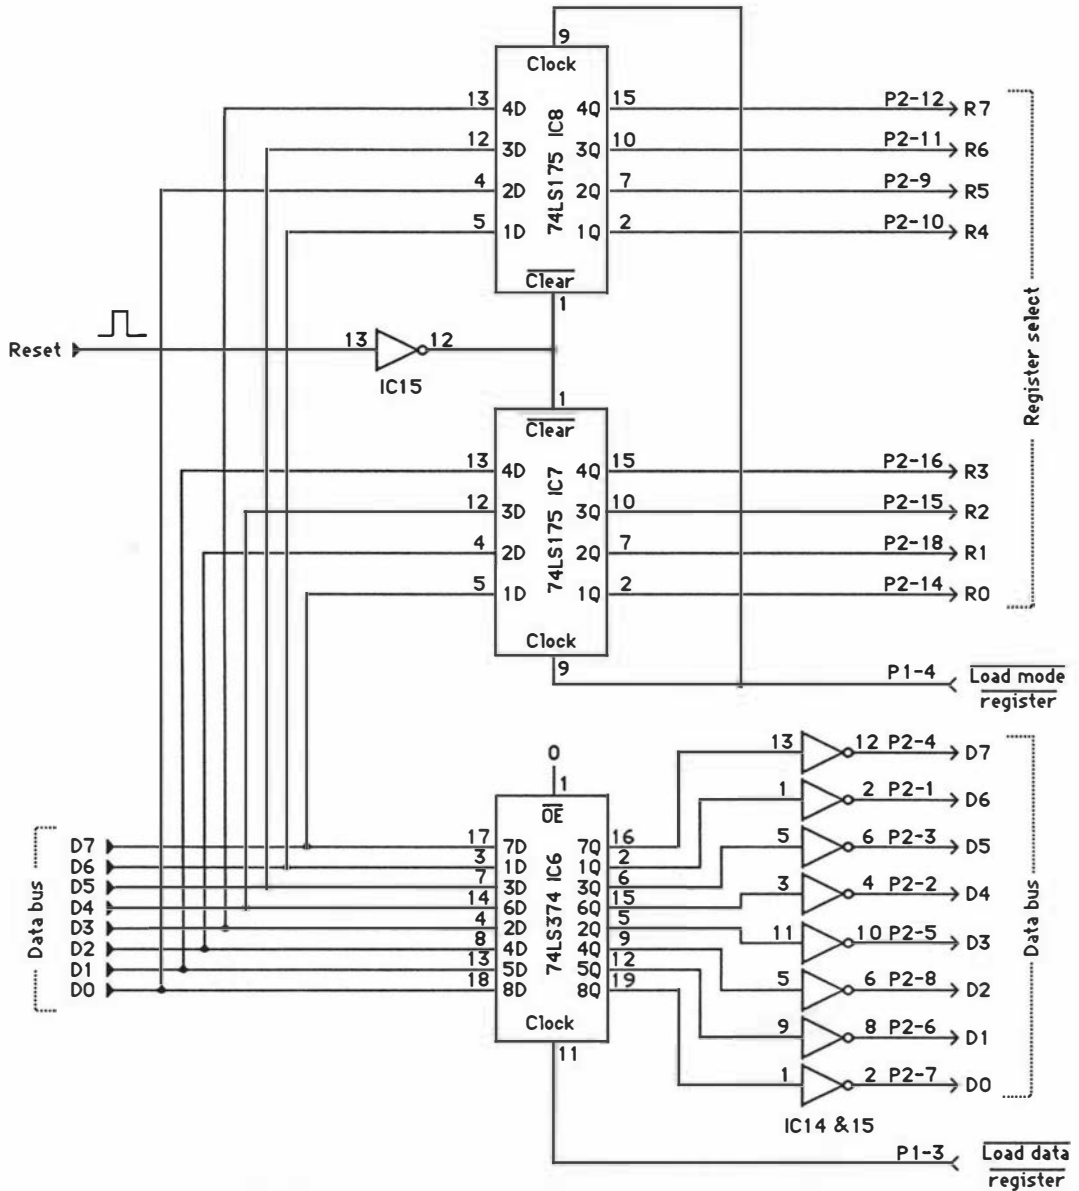 9
Clock
13 4D 4Q 15 P2-12 R7
12 3D 3Q 10 P2-11 R6
4 2D 2Q 7 P2-9 R5
5 1D 1Q 2 P2-10 R4
74LS175 IC8
Clear
1
Register select
Reset 13 12
IC15
1
Clear
13 4D 4Q 15 P2-16 R3
12 3D 3Q 10 P2-15 R2
4 2D 2Q 7 P2-18 R1
5 1D 1Q 2 P2-14 R0
74LS175 IC7
Clock
9
P1-4 Load mode
register
0
1
OE
Data bus
D7 17 7D 7Q 16
D6 3 1D 1Q 2
D5 7 3D 3Q 6
D4 14 6D 6Q 15
D3 4 2D 2Q 5
D2 8 4D 4Q 9
D1 13 5D 5Q 12
D0 18 8D 8Q 19
74LS374 IC6
Clock
11
13 12 P2-4 D7
1 2 P2-1 D6
5 6 P2-3 D5
3 4 P2-2 D4
11 10 P2-5 D3
5 6 P2-8 D2
9 8 P2-6 D1
1 2 P2-7 D0
Data bus
IC14 & 15
P1-3 Load data
register